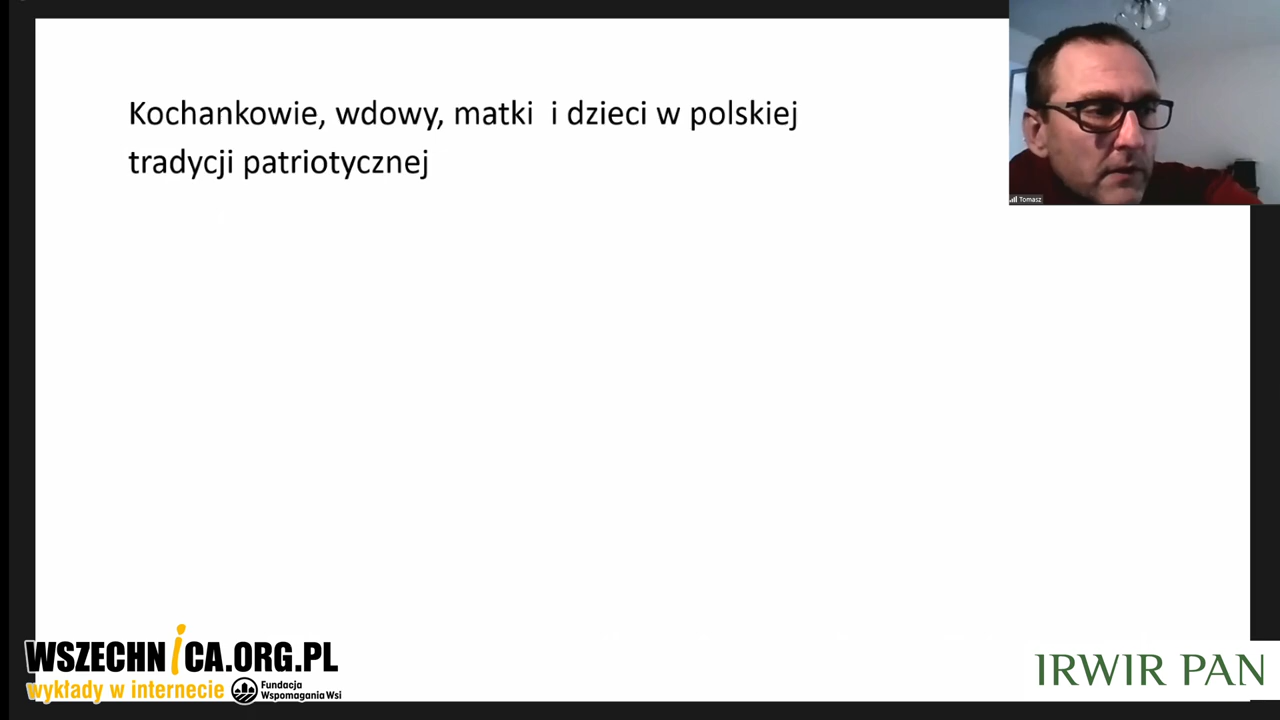 Kochankowie, wdowy, matki i dzieci w polskiej
tradycji patriotycznej
Tomasz
WSZECHNICA.ORG.PL
wykłady w internecie
Fundacja
Wspomagania Wsi
IRWIR PAN